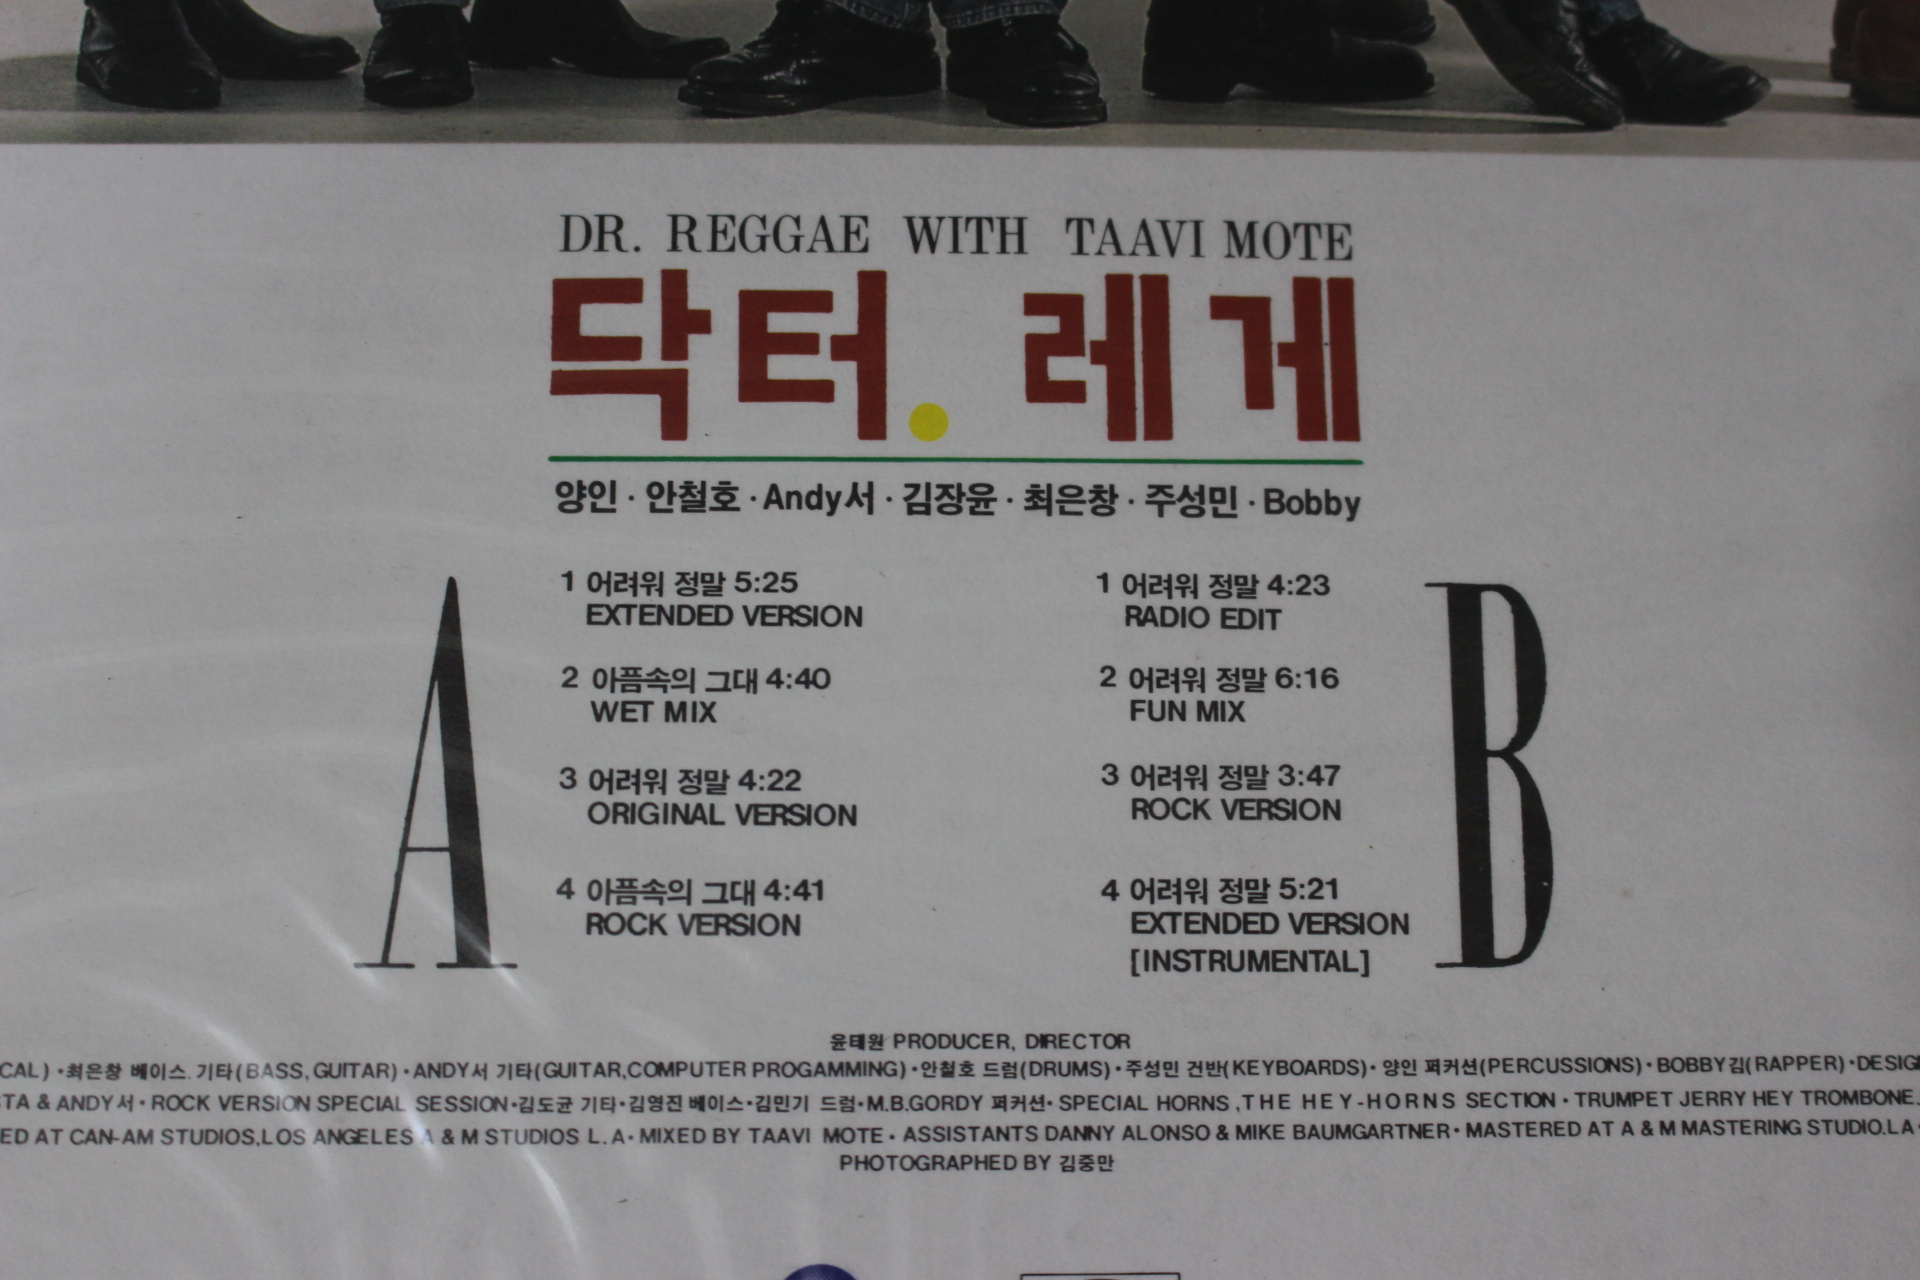 DR. REGGAE WITH TAAVI MOTE
닥터. 레게
양인 · 안철호 · Andy서 · 김장윤 · 최은창 · 주성민 · Bobby
A
1 어려워 정말 5:25
EXTENDED VERSION
2 아픔속의 그대 4:40
WET MIX
3 어려워 정말 4:22
ORIGINAL VERSION
4 아픔속의 그대 4:41
ROCK VERSION
B
1 어려워 정말 4:23
RADIO EDIT
2 어려워 정말 6:16
FUN MIX
3 어려워 정말 3:47
ROCK VERSION
4 어려워 정말 5:21
EXTENDED VERSION
[INSTRUMENTAL]
윤태원 PRODUCER, DIRECTOR
CAL) · 최은창 베이스. 기타(BASS, GUITAR) · ANDY서 기타(GUITAR,COMPUTER PROGAMMING) · 안철호 드럼(DRUMS) · 주성민 건반(KEYBOARDS) · 양인 퍼커션(PERCUSSIONS) · BOBBY김(RAPPER) · DESIG
TA & ANDY서 · ROCK VERSION SPECIAL SESSION · 김도균 기타 · 김영진 베이스 · 김민기 드럼 · M.B.GORDY 퍼커션 · SPECIAL HORNS ,THE HEY-HORNS SECTION · TRUMPET JERRY HEY TROMBONE.
ED AT CAN-AM STUDIOS,LOS ANGELES A & M STUDIOS L.A · MIXED BY TAAVI MOTE · ASSISTANTS DANNY ALONSO & MIKE BAUMGARTNER · MASTERED AT A & M MASTERING STUDIO.LA ·
PHOTOGRAPHED BY 김중만